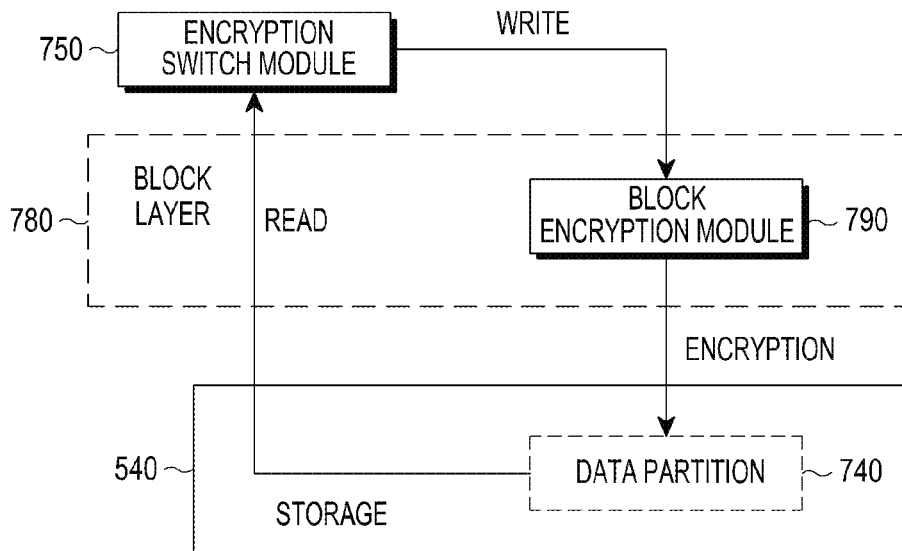 750
ENCRYPTION
SWITCH MODULE
WRITE
780
BLOCK
LAYER
READ
BLOCK
ENCRYPTION MODULE
790
ENCRYPTION
540
DATA PARTITION
740
STORAGE